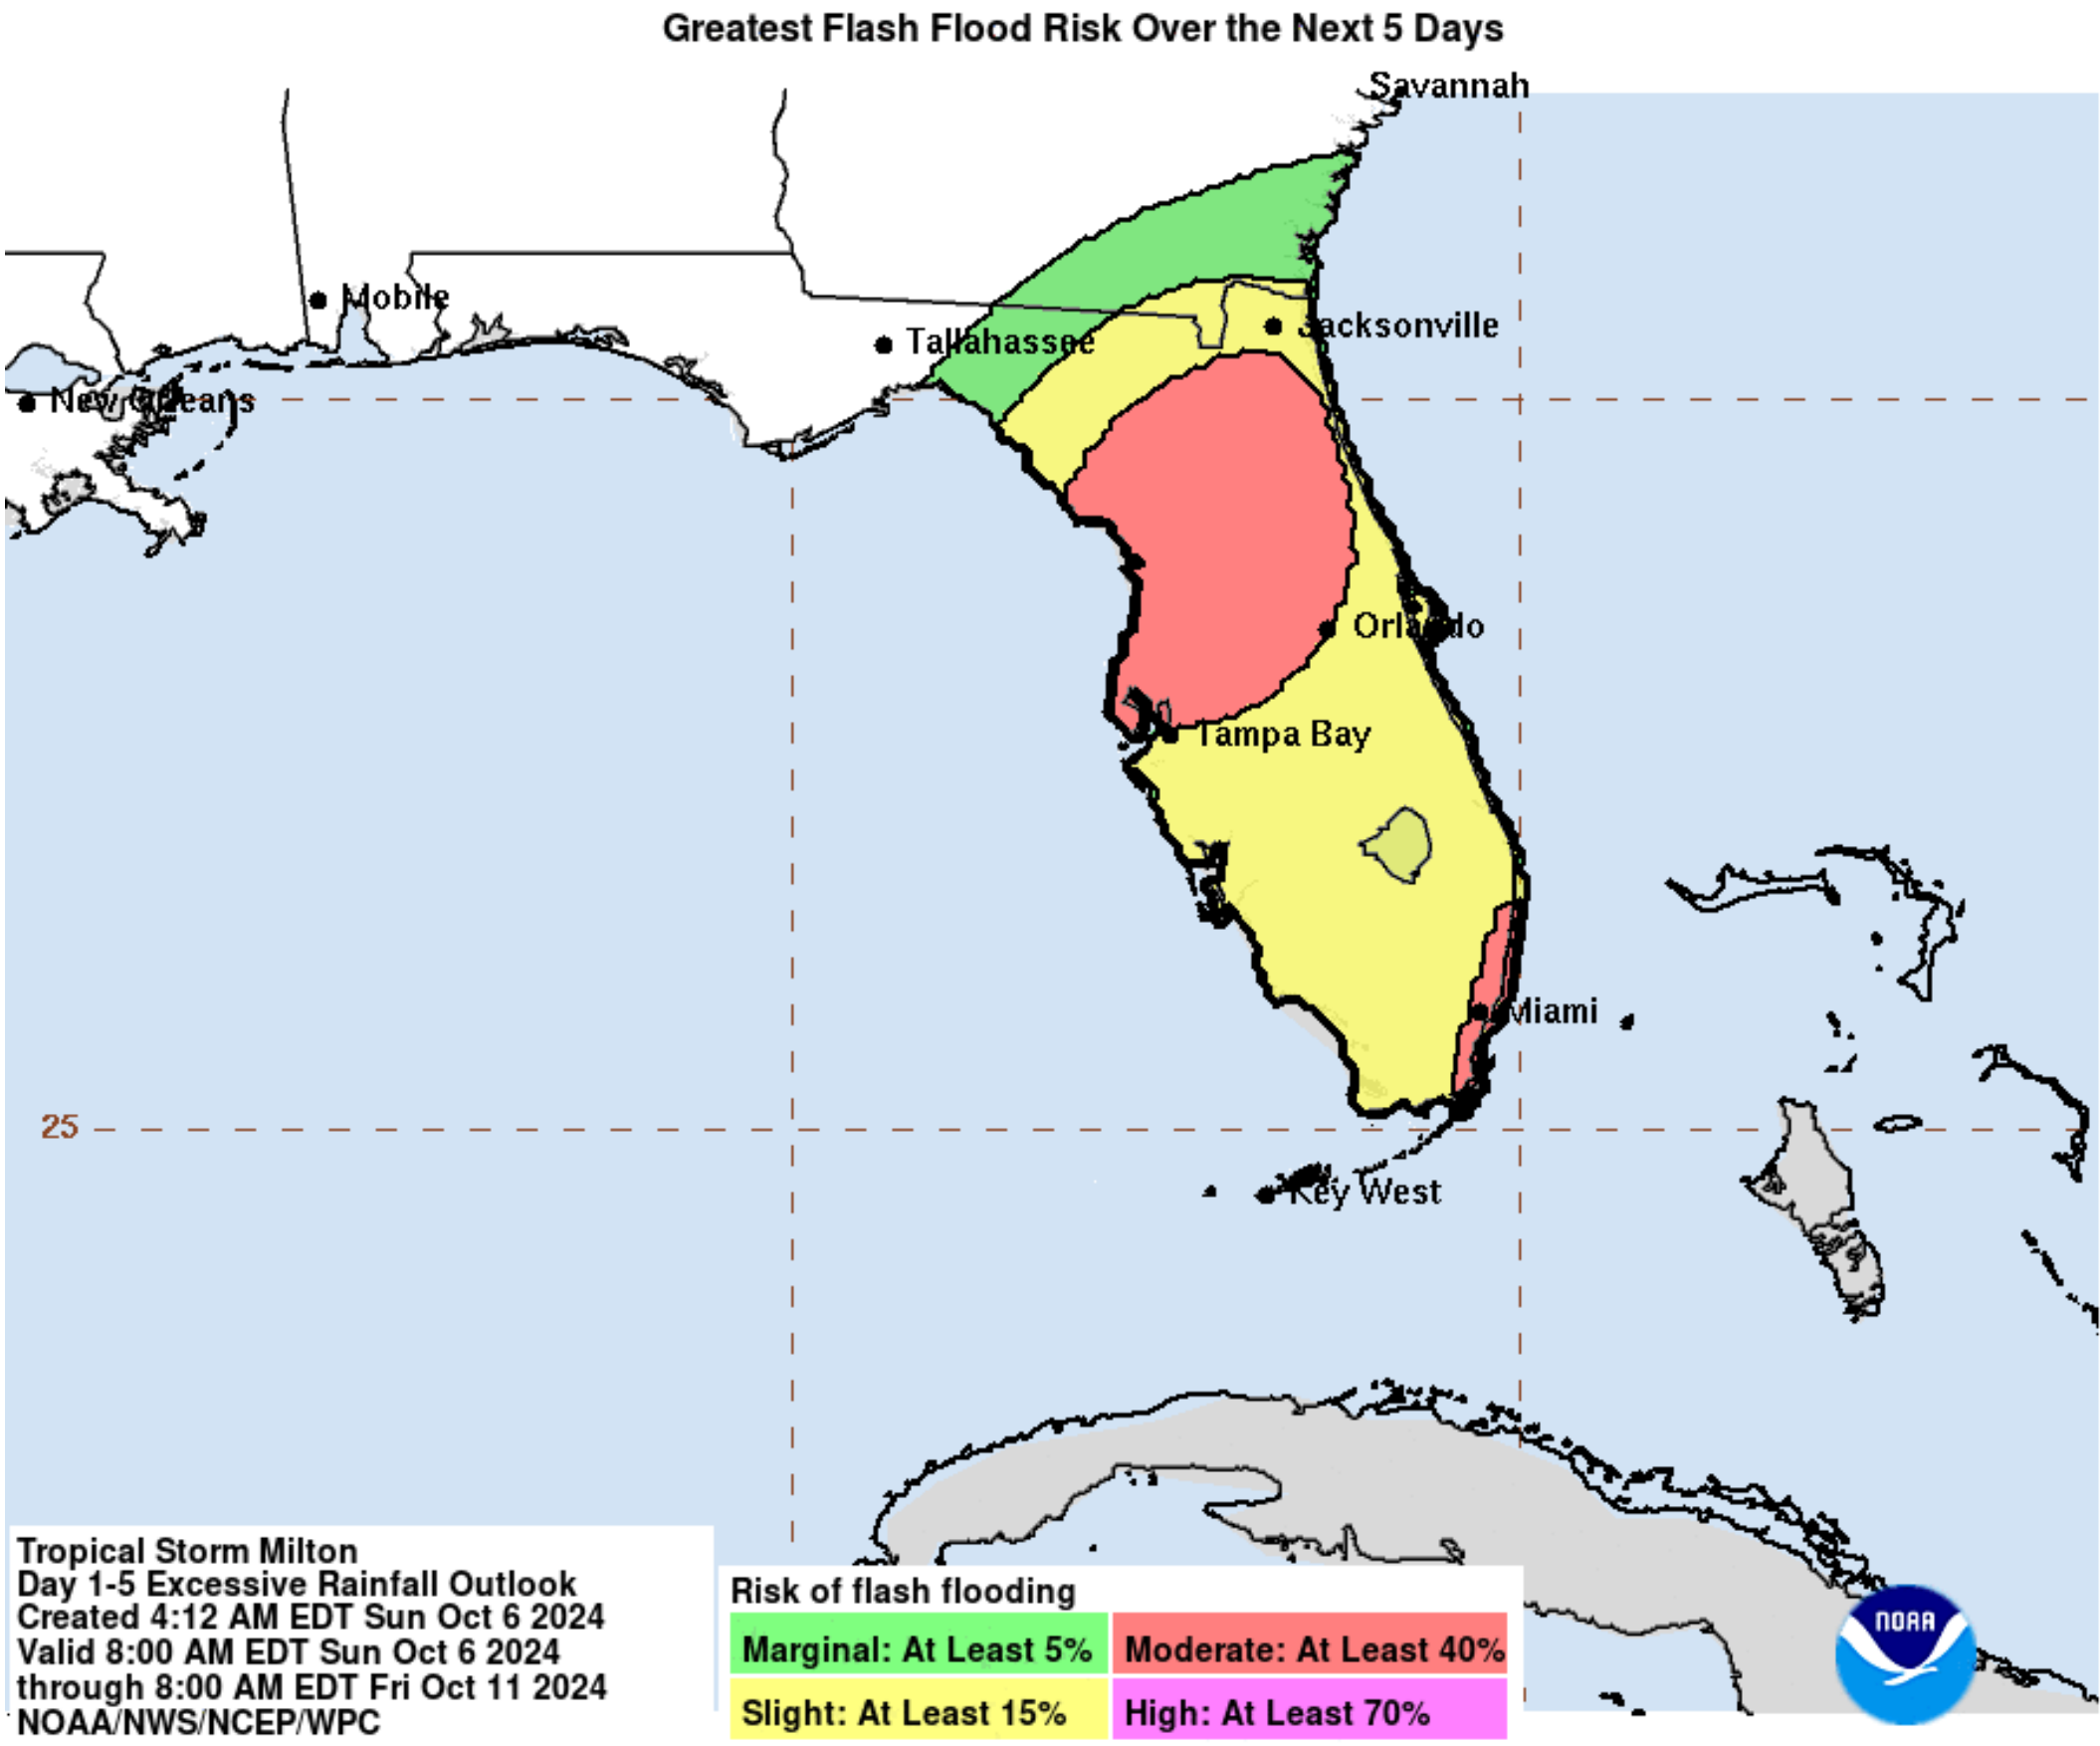 Greatest Flash Flood Risk Over the Next 5 Days
Savannah
Mobile
Jacksonville
Tallahassee
New Orleans
Orlando
Tampa Bay
Miami
25
Key West
Tropical Storm Milton
Day 1-5 Excessive Rainfall Outlook
Created 4:12 AM EDT Sun Oct 6 2024
Valid 8:00 AM EDT Sun Oct 6 2024
through 8:00 AM EDT Fri Oct 11 2024
NOAA/NWS/NCEP/WPC
Risk of flash flooding
Marginal: At Least 5%
Moderate: At Least 40%
Slight: At Least 15%
High: At Least 70%
NOAA